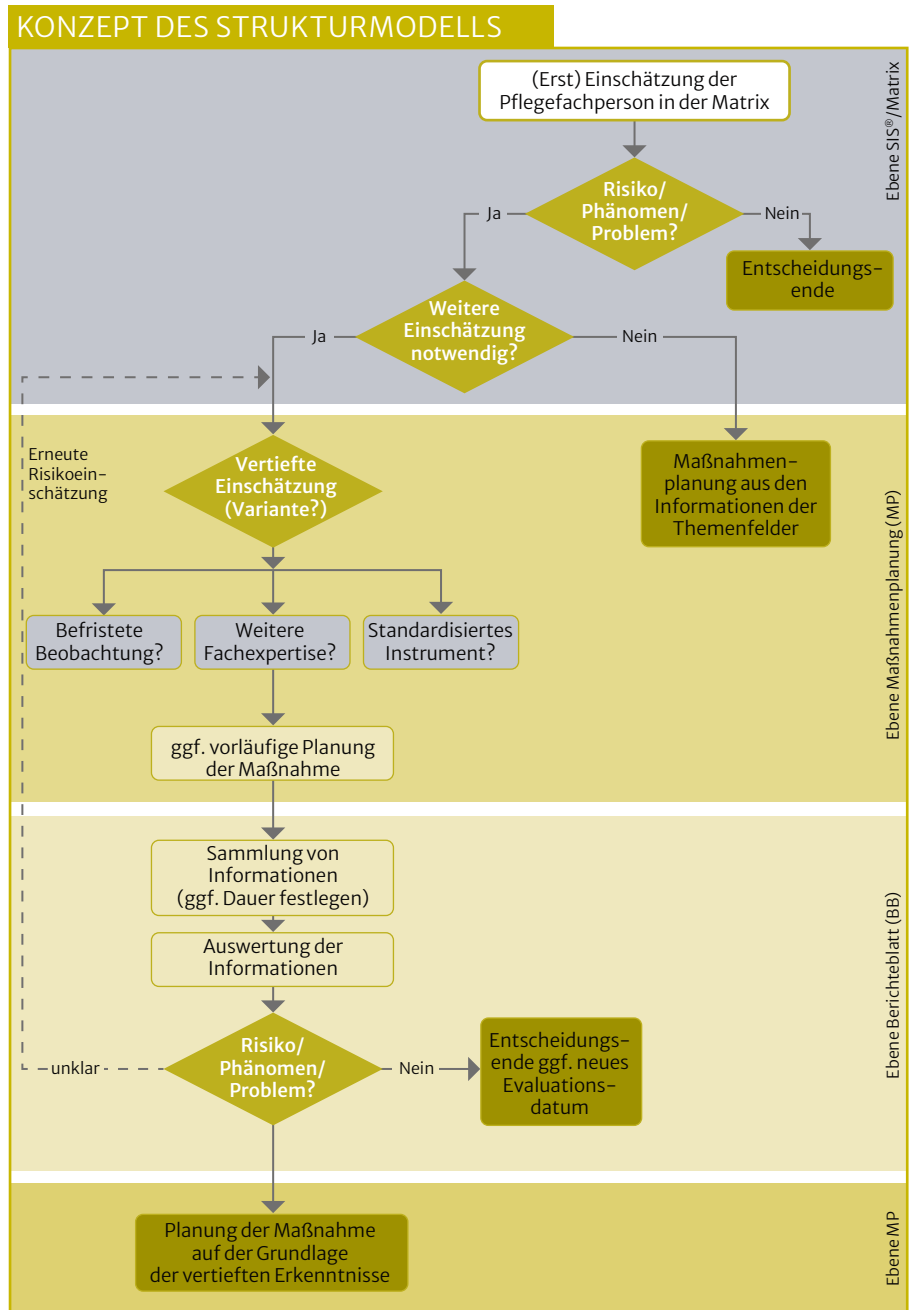 KONZEPT DES STRUKTURMODELLS
(Erst) Einschätzung der
Pflegefachperson in der Matrix
Ebene SIS®/Matrix
Risiko/
Phänomen/
Problem?
Ja
Nein
Entscheidungs-
ende
Weitere
Einschätzung
notwendig?
Ja
Nein
Erneute
Risikoein-
schätzung
Vertiefte
Einschätzung
(Variante?)
Maßnahmen-
planung aus den
Informationen der
Themenfelder
Ebene Maßnahmenplanung (MP)
Befristete
Beobachtung?
Weitere
Fachexpertise?
Standardisiertes
Instrument?
ggf. vorläufige Planung
der Maßnahme
Sammlung von
Informationen
(ggf. Dauer festlegen)
Auswertung der
Informationen
Ebene Berichteblatt (BB)
Risiko/
Phänomen/
Problem?
unklar
Nein
Entscheidungs-
ende ggf. neues
Evaluations-
datum
Planung der Maßnahme
auf der Grundlage
der vertieften Erkenntnisse
Ebene MP